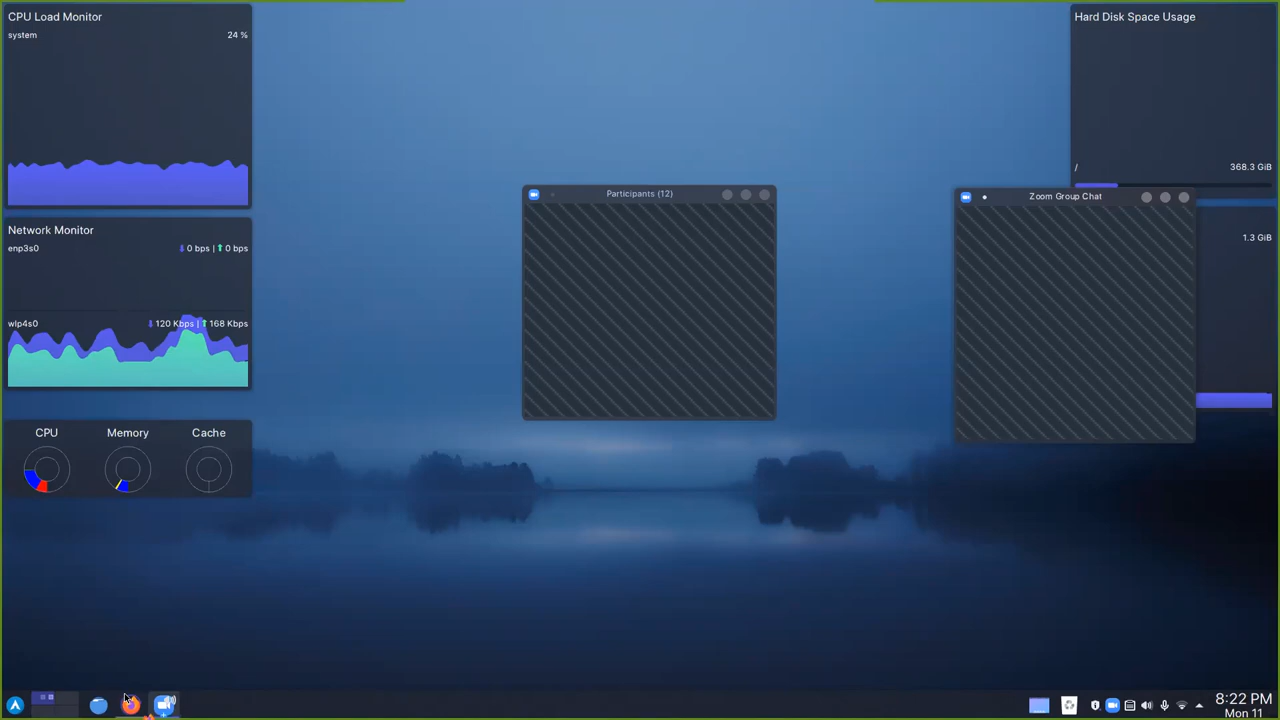 CPU Load Monitor
system 24 %
Network Monitor
enp3s0 0 bps | 0 bps
wlp4s0 120 Kbps | 168 Kbps
CPU Memory Cache
Participants (12)
Zoom Group Chat
Hard Disk Space Usage
/ 368.3 GiB
1.3 GiB
8:22 PM
Mon 11